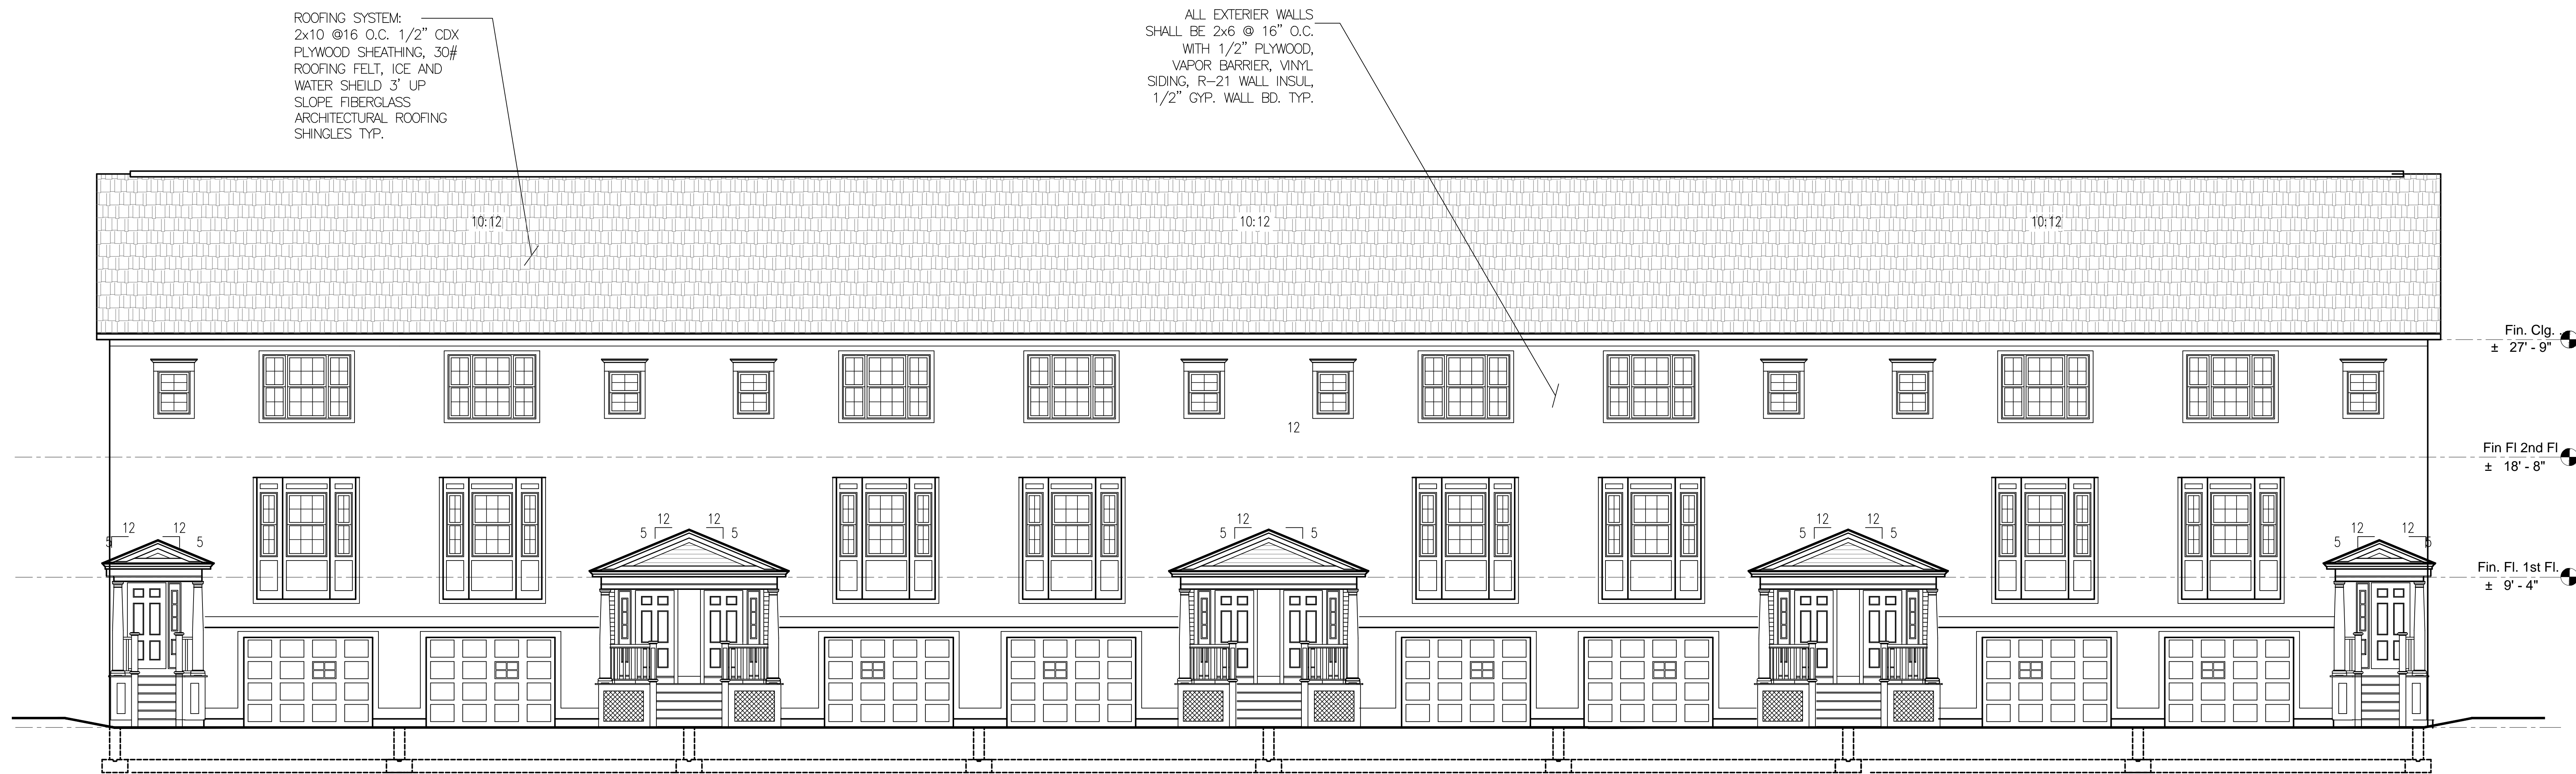 ROOFING SYSTEM:
2x10 @16 O.C. 1/2" CDX
PLYWOOD SHEATHING, 30#
ROOFING FELT, ICE AND
WATER SHEILD 3' UP
SLOPE FIBERGLASS
ARCHITECTURAL ROOFING
SHINGLES TYP.
ALL EXTERIER WALLS
SHALL BE 2x6 @ 16" O.C.
WITH 1/2" PLYWOOD,
VAPOR BARRIER, VINYL
SIDING, R-21 WALL INSUL,
1/2" GYP. WALL BD. TYP.
10:12
10:12
10:12
Fin. Clg.
± 27' - 9"
12
Fin Fl 2nd Fl
± 18' - 8"
12 12
5 5
12 12
5 5
12
5 5
12 12
5 5
12 12
5 5
Fin. Fl. 1st Fl.
± 9' - 4"